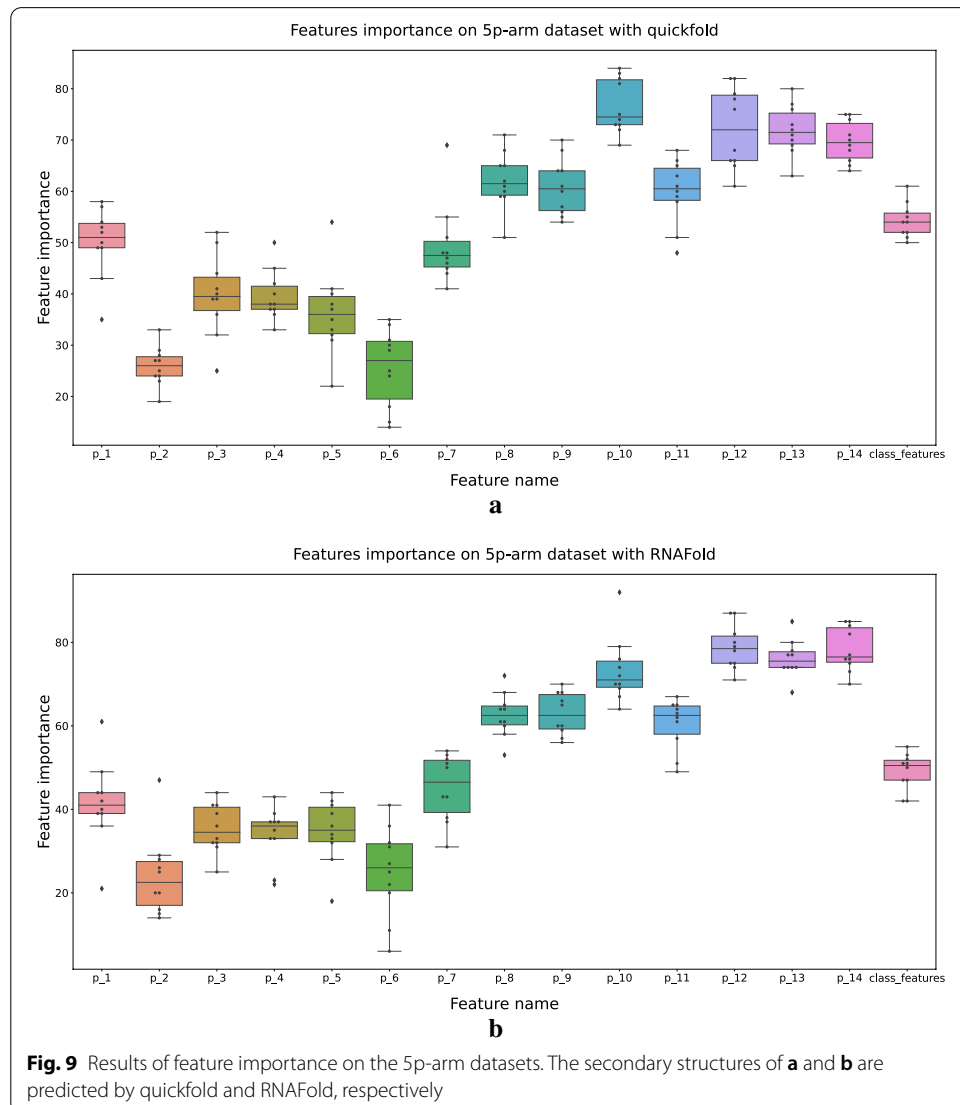 Features importance on 5p-arm dataset with quickfold
80
70
60
50
40
30
20
Feature importance
p_1 p_2 p_3 p_4 p_5 p_6 p_7 p_8 p_9 p_10 p_11 p_12 p_13 p_14 class_features
Feature name
a
Features importance on 5p-arm dataset with RNAFold
80
60
40
20
Feature importance
p_1 p_2 p_3 p_4 p_5 p_6 p_7 p_8 p_9 p_10 p_11 p_12 p_13 p_14 class_features
Feature name
b
Fig. 9 Results of feature importance on the 5p-arm datasets. The secondary structures of a and b are
predicted by quickfold and RNAFold, respectively